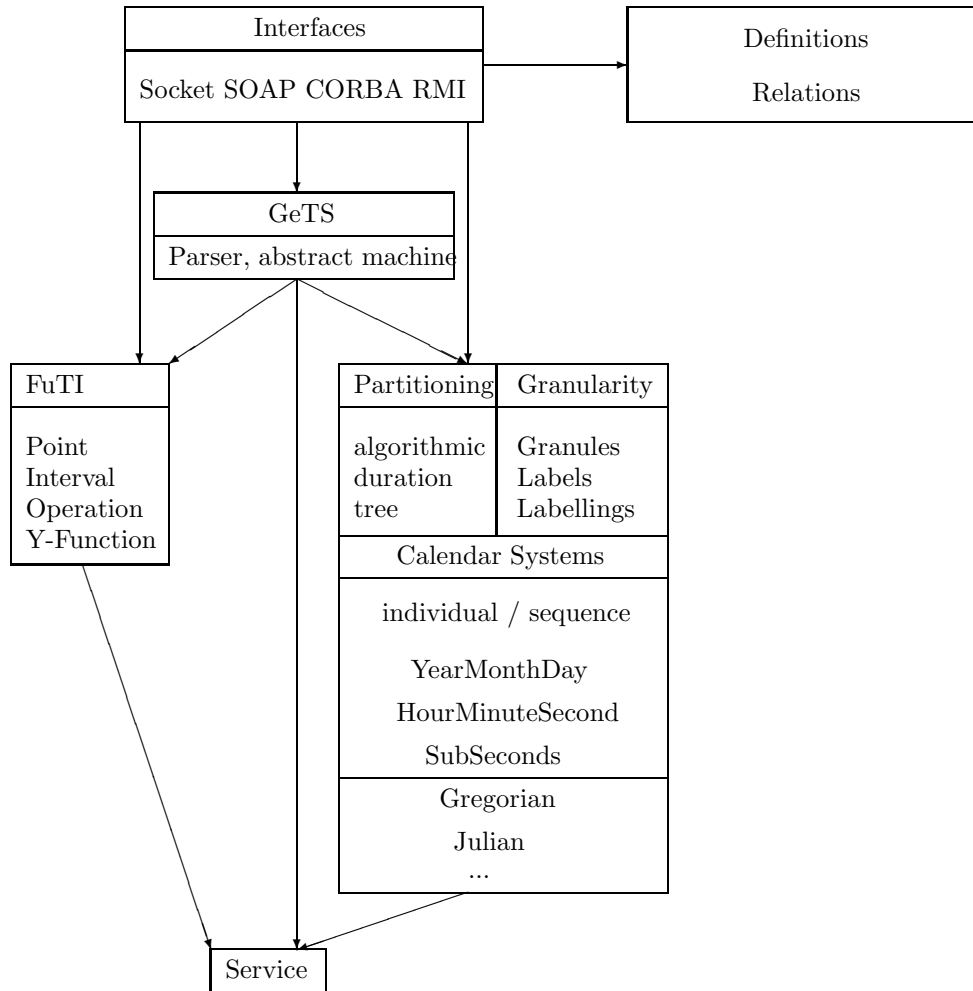 Interfaces
Socket SOAP CORBA RMI
Definitions
Relations
GeTS
Parser, abstract machine
FuTI
Point
Interval
Operation
Y-Function
Partitioning
algorithmic
duration
tree
Granularity
Granules
Labels
Labellings
Calendar Systems
individual / sequence
YearMonthDay
HourMinuteSecond
SubSeconds
Gregorian
Julian
...
Service